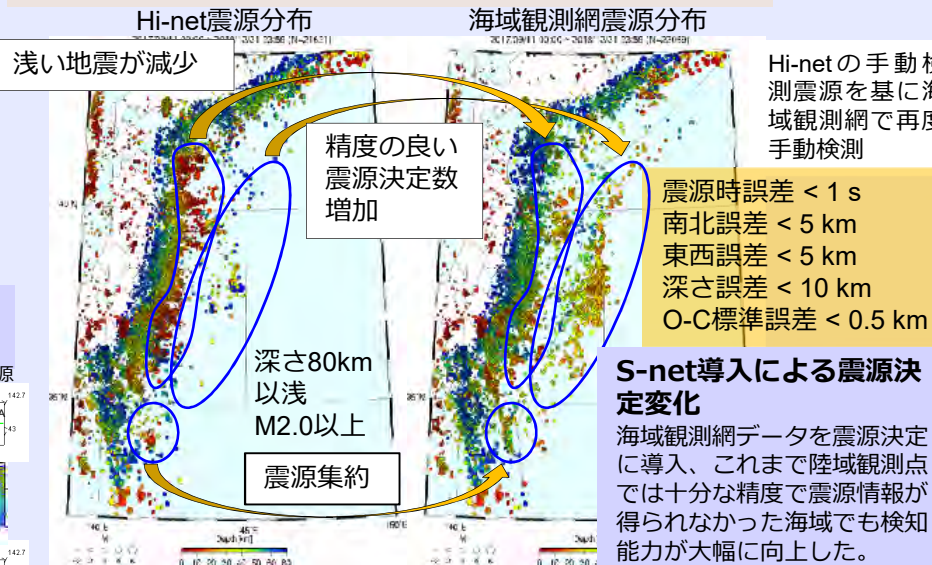 Hi-net震源分布
海域観測網震源分布
浅い地震が減少
精度の良い
震源決定数
増加
深さ80km
以浅
M2.0以上
震源集約
Hi-netの手動検
測震源を基に海
域観測網で再度
手動検測
震源時誤差 < 1 s
南北誤差 < 5 km
東西誤差 < 5 km
深さ誤差 < 10 km
O-C標準誤差 < 0.5 km
S-net導入による震源決
定変化
海域観測網データを震源決定
に導入、これまで陸域観測点
では十分な精度で震源情報が
得られなかった海域でも検知
能力が大幅に向上した。
源
142.7
142.7